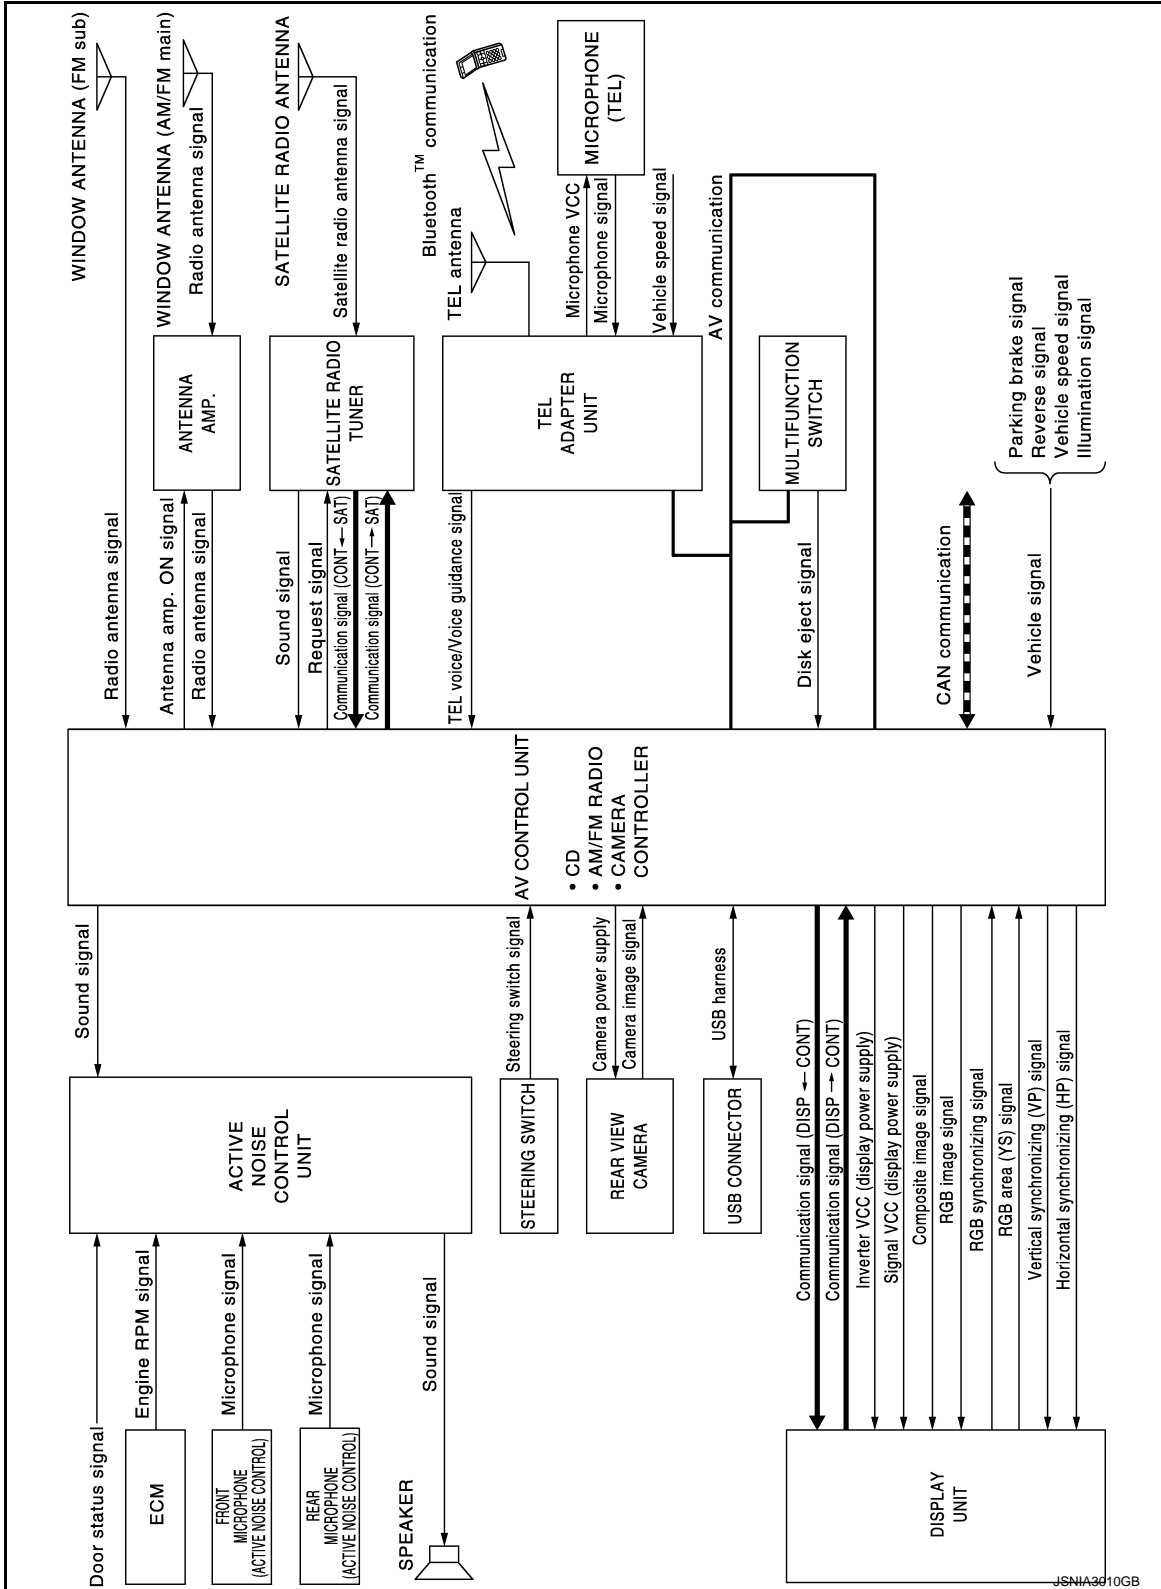 WINDOW ANTENNA (FM sub)
WINDOW ANTENNA (AM/FM main)
Radio antenna signal
SATELLITE RADIO ANTENNA
Satellite radio antenna signal
Bluetooth™ communication
TEL antenna
MICROPHONE
(TEL)
Microphone VCC
Microphone signal
Vehicle speed signal
AV communication
ANTENNA
AMP.
SATELLITE RADIO
TUNER
TEL
ADAPTER
UNIT
MULTIFUNCTION
SWITCH
Parking brake signal
Reverse signal
Vehicle speed signal
Illumination signal
Radio antenna signal
Antenna amp. ON signal
Radio antenna signal
Sound signal
Request signal
Communication signal (CONT ← SAT)
Communication signal (CONT → SAT)
TEL voice/Voice guidance signal
Disk eject signal
CAN communication
Vehicle signal
AV CONTROL UNIT
• CD
• AM/FM RADIO
• CAMERA
CONTROLLER
Sound signal
Steering switch signal
Camera power supply
Camera image signal
USB harness
Communication signal (DISP ← CONT)
Communication signal (DISP → CONT)
Inverter VCC (display power supply)
Signal VCC (display power supply)
Composite image signal
RGB image signal
RGB synchronizing signal
RGB area (YS) signal
Vertical synchronizing (VP) signal
Horizontal synchronizing (HP) signal
ACTIVE
NOISE
CONTROL
UNIT
STEERING SWITCH
REAR VIEW
CAMERA
USB CONNECTOR
Door status signal
Engine RPM signal
Microphone signal
Microphone signal
Sound signal
ECM
FRONT
MICROPHONE
(ACTIVE NOISE CONTROL)
REAR
MICROPHONE
(ACTIVE NOISE CONTROL)
SPEAKER
DISPLAY
UNIT
JSNIA3010GB